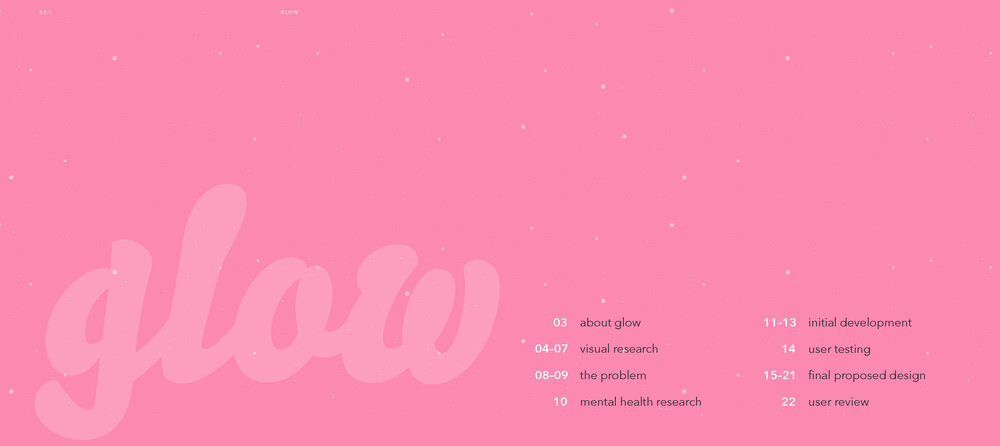 02//
GLOW
glow
03 about glow
04–07 visual research
08–09 the problem
10 mental health research
11–13 initial development
14 user testing
15–21 final proposed design
22 user review